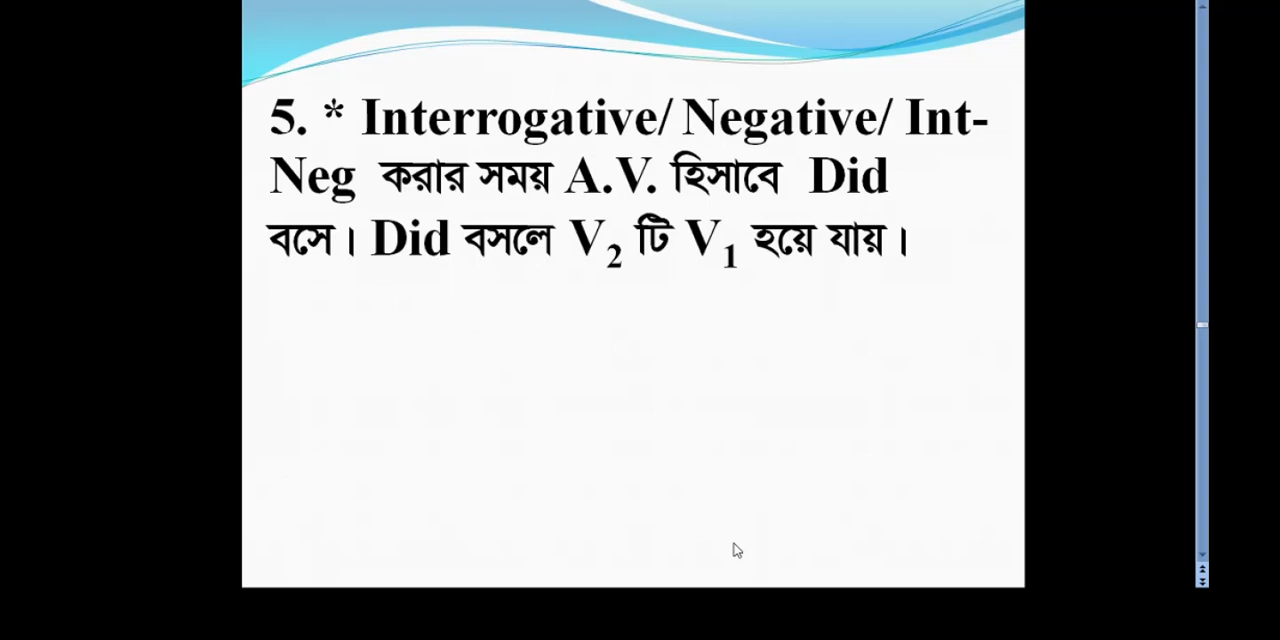 5. * Interrogative/ Negative/ Int-
Neg করার সময় A.V. হিসাবে Did
বসে। Did বসলে V₂ টি V₁ হয়ে যায়।